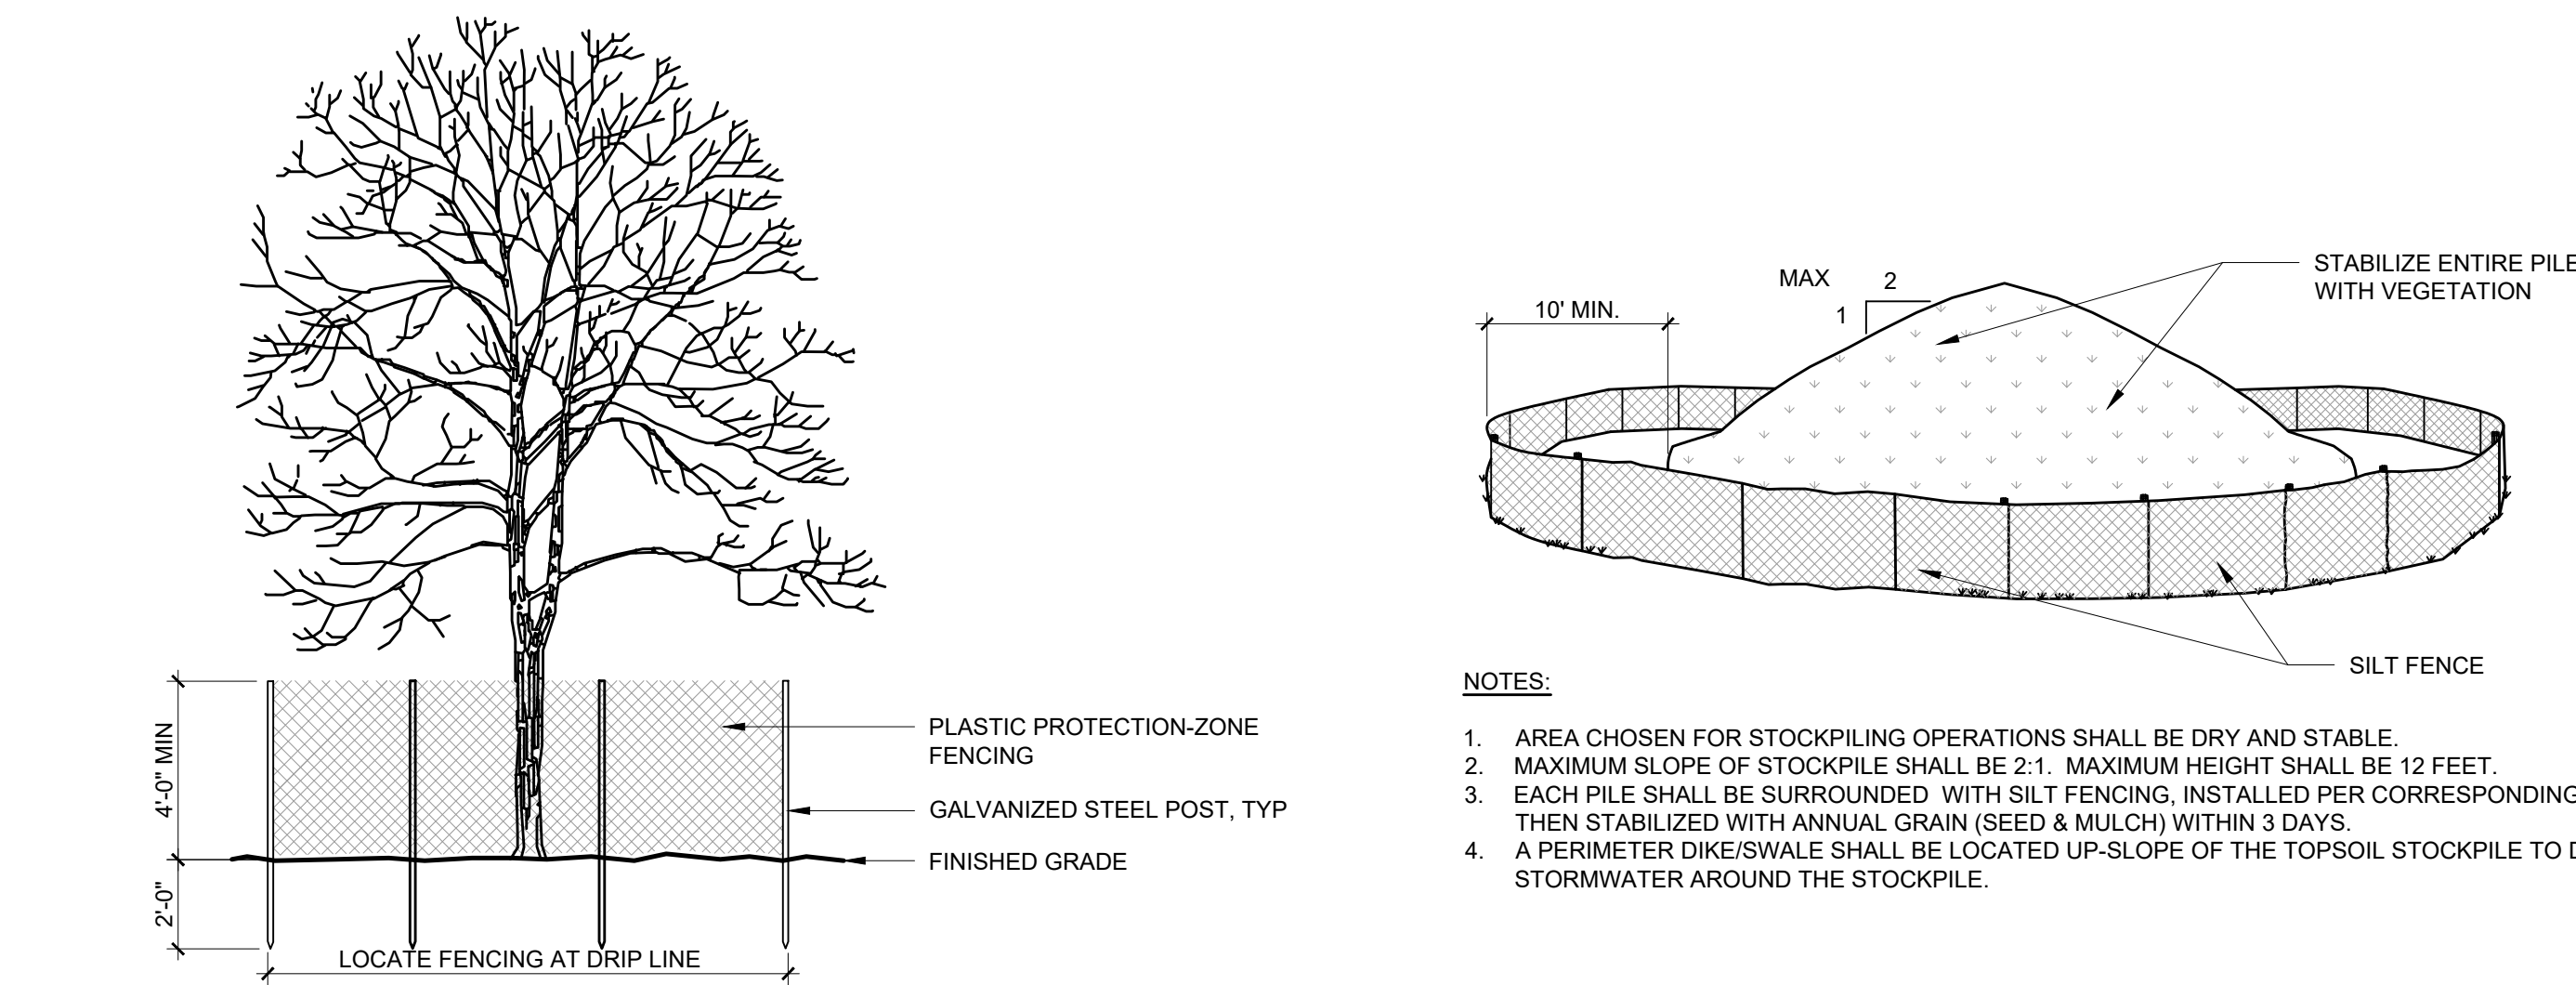 4'-0" MIN
2'-0"
PLASTIC PROTECTION-ZONE
FENCING
GALVANIZED STEEL POST, TYP
FINISHED GRADE
LOCATE FENCING AT DRIP LINE
10' MIN.
MAX
2
1
STABILIZE ENTIRE PILE
WITH VEGETATION
SILT FENCE
NOTES:
1. AREA CHOSEN FOR STOCKPILING OPERATIONS SHALL BE DRY AND STABLE.
2. MAXIMUM SLOPE OF STOCKPILE SHALL BE 2:1. MAXIMUM HEIGHT SHALL BE 12 FEET.
3. EACH PILE SHALL BE SURROUNDED WITH SILT FENCING, INSTALLED PER CORRESPONDING
THEN STABILIZED WITH ANNUAL GRAIN (SEED & MULCH) WITHIN 3 DAYS.
4. A PERIMETER DIKE/SWALE SHALL BE LOCATED UP-SLOPE OF THE TOPSOIL STOCKPILE TO
STORMWATER AROUND THE STOCKPILE.